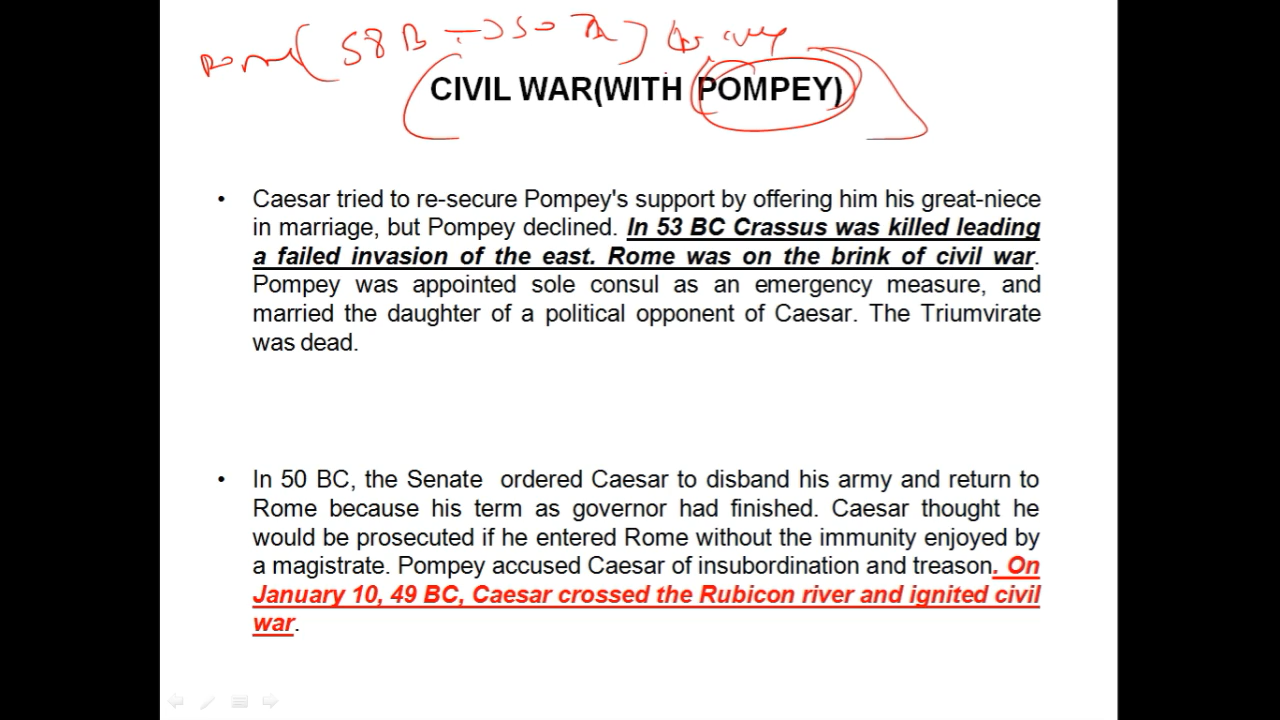 Rome ( 58 B → 50
CIVIL WAR(WITH POMPEY)
• Caesar tried to re-secure Pompey's support by offering him his great-niece
in marriage, but Pompey declined. In 53 BC Crassus was killed leading
a failed invasion of the east. Rome was on the brink of civil war.
Pompey was appointed sole consul as an emergency measure, and
married the daughter of a political opponent of Caesar. The Triumvirate
was dead.
• In 50 BC, the Senate ordered Caesar to disband his army and return to
Rome because his term as governor had finished. Caesar thought he
would be prosecuted if he entered Rome without the immunity enjoyed by
a magistrate. Pompey accused Caesar of insubordination and treason. On
January 10, 49 BC, Caesar crossed the Rubicon river and ignited civil
war.